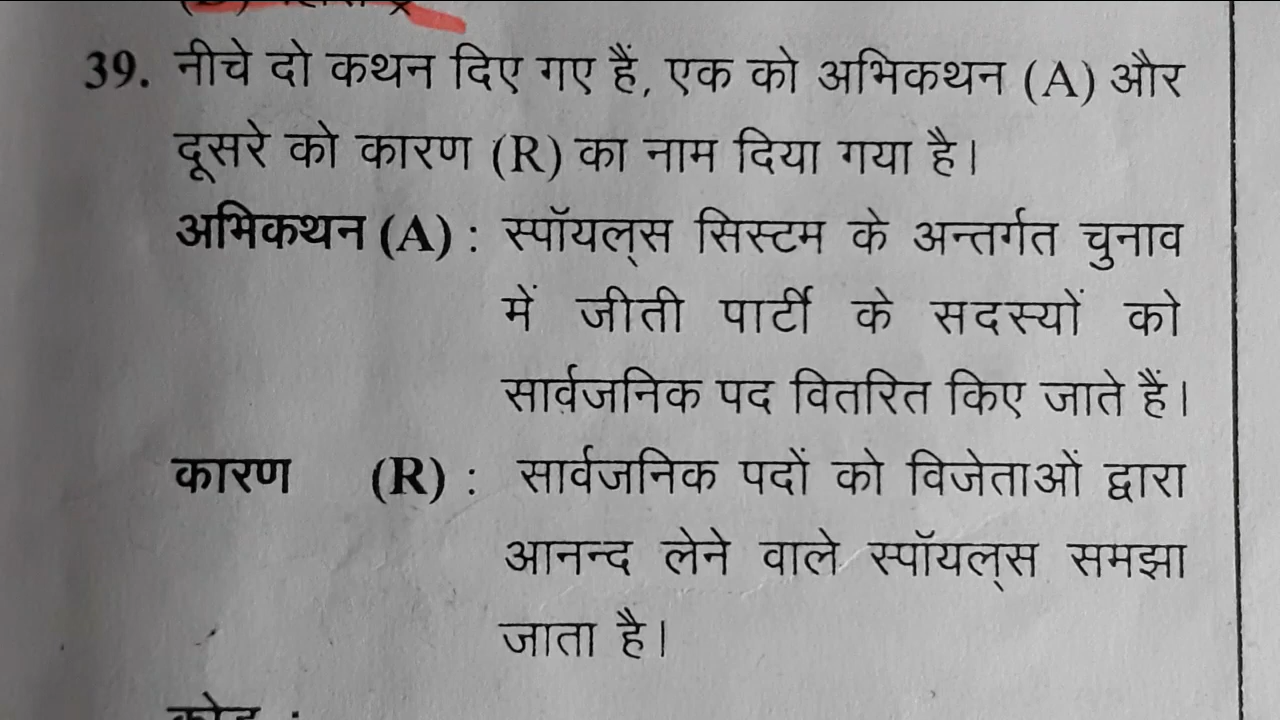 39. नीचे दो कथन दिए गए हैं, एक को अभिकथन (A) और
दूसरे को कारण (R) का नाम दिया गया है।
अभिकथन (A) : स्पॉयल्स सिस्टम के अन्तर्गत चुनाव
में जीती पार्टी के सदस्यों को
सार्वजनिक पद वितरित किए जाते हैं।
कारण (R) : सार्वजनिक पदों को विजेताओं द्वारा
आनन्द लेने वाले स्पॉयल्स समझा
जाता है।